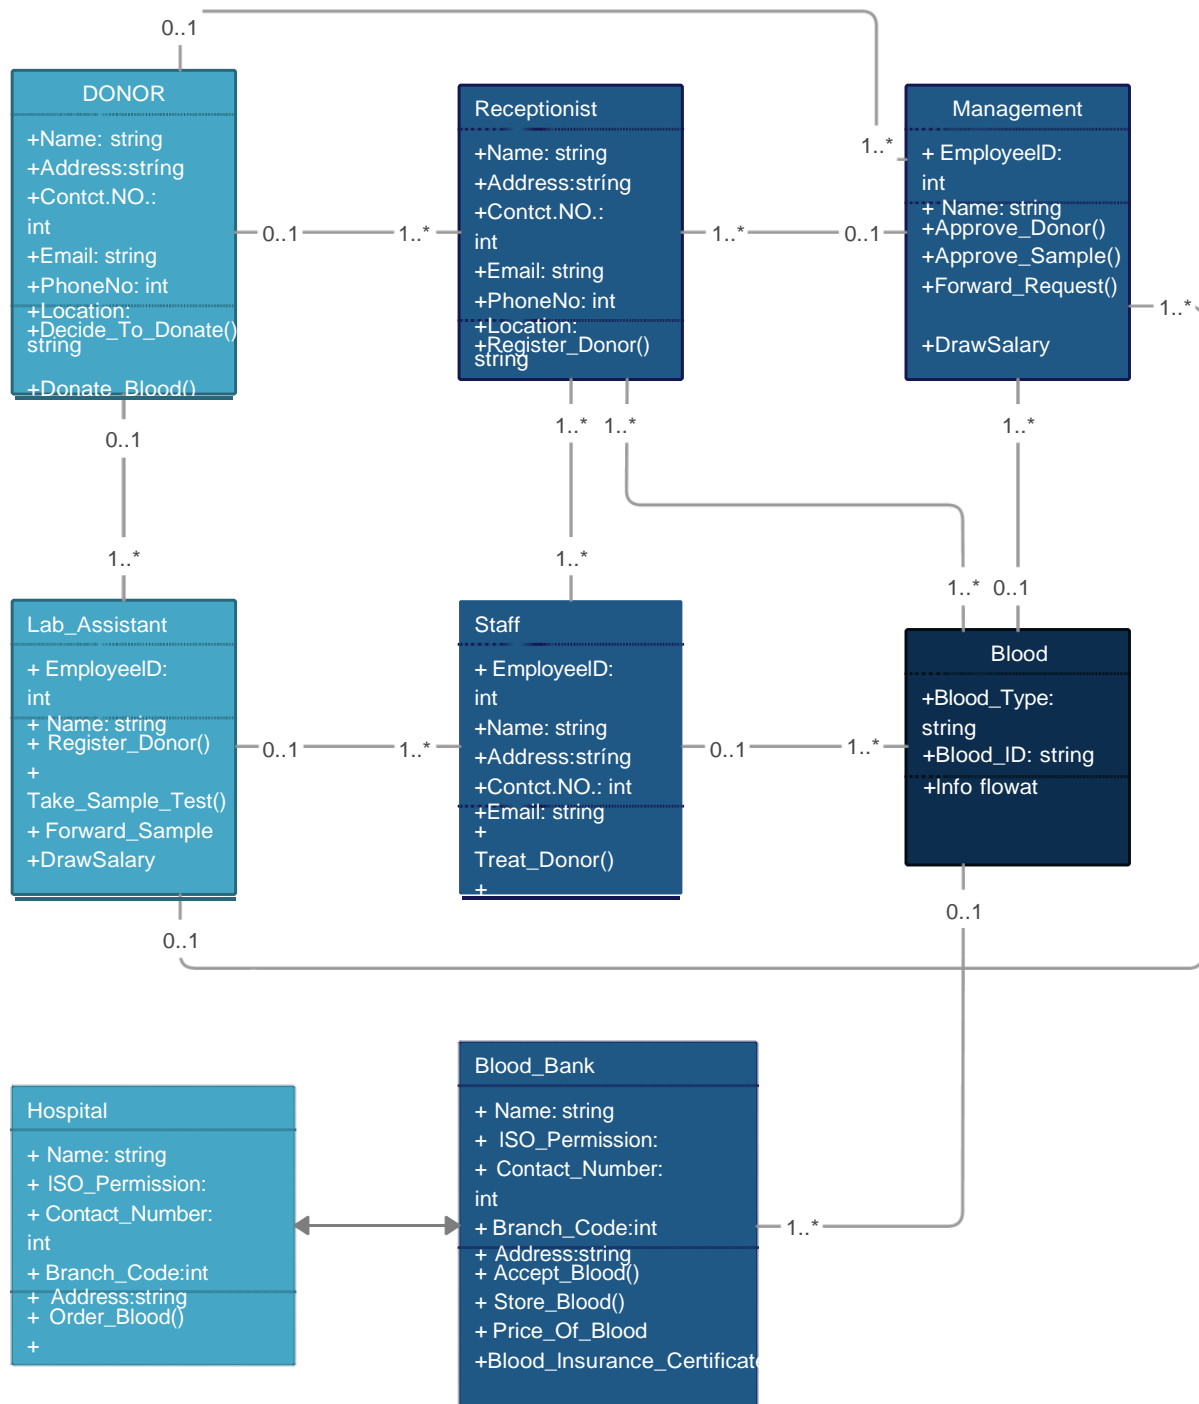 0..1
DONOR
+Name: string
+Address:stríng
+Contct.NO.:
int
+Email: string
+PhoneNo: int
+Location:
+Decide_To_Donate()
string
+Donate_Blood()
Receptionist
+Name: string
+Address:stríng
+Contct.NO.:
int
+Email: string
+PhoneNo: int
+Location:
+Register_Donor()
string
Management
+ EmployeeID:
int
+ Name: string
+Approve_Donor()
+Approve_Sample()
+Forward_Request()
+DrawSalary
1..*
0..1
1..*
1..*
0..1
1..*
0..1
1..*
1..*
1..*
1..*
1..*
1..*
0..1
Lab_Assistant
+ EmployeeID:
int
+ Name: string
+ Register_Donor()
+
Take_Sample_Test()
+ Forward_Sample
+DrawSalary
Staff
+ EmployeeID:
int
+Name: string
+Address:stríng
+Contct.NO.: int
+Email: string
+
Treat_Donor()
+
Blood
+Blood_Type:
string
+Blood_ID: string
+Info flowat
0..1
1..*
0..1
1..*
0..1
0..1
Hospital
+ Name: string
+ ISO_Permission:
+ Contact_Number:
int
+ Branch_Code:int
+ Address:string
+ Order_Blood()
+
Blood_Bank
+ Name: string
+ ISO_Permission:
+ Contact_Number:
int
+ Branch_Code:int
+ Address:string
+ Accept_Blood()
+ Store_Blood()
+ Price_Of_Blood
+Blood_Insurance_Certificate
1..*